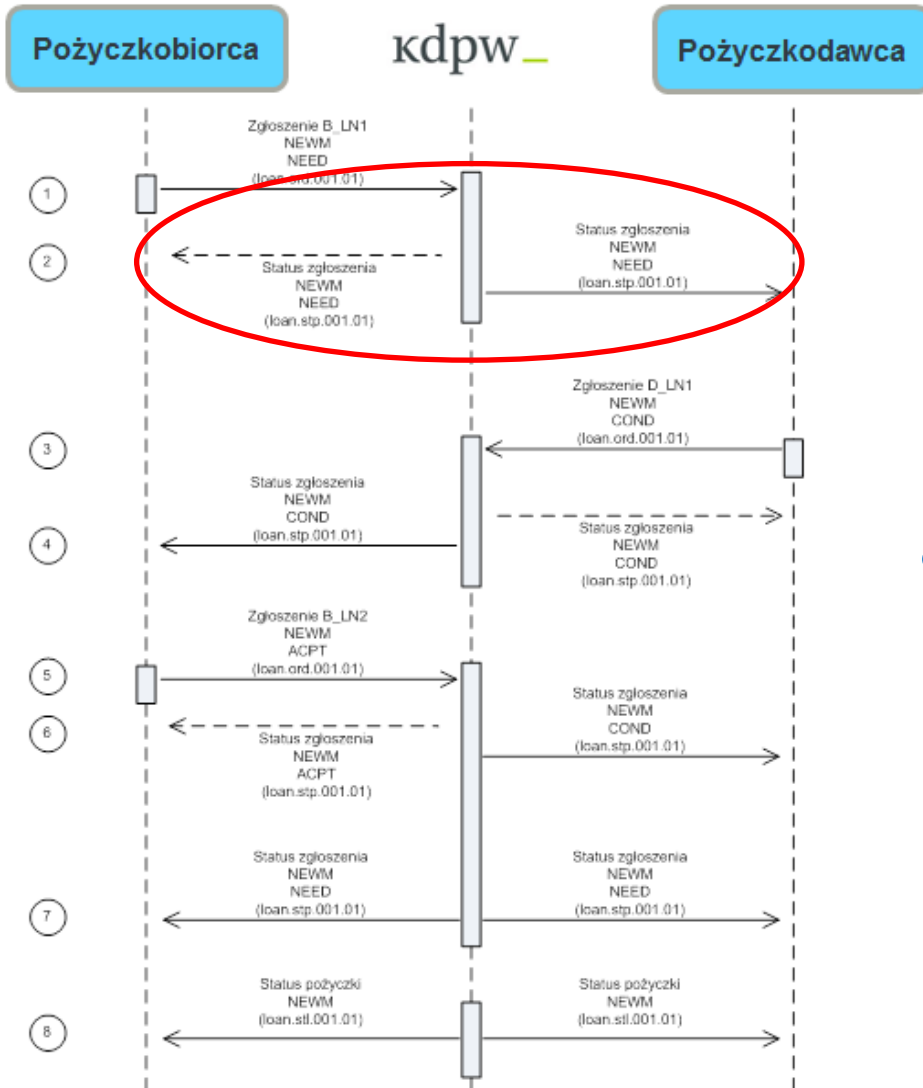 Pożyczkobiorca
kdpw_
Pożyczkodawca
Zgłoszenie B_LN1
NEWM
NEED
(loan.ord.001.01)
1
2
Status zgłoszenia
NEWM
NEED
(loan.stp.001.01)
Status zgłoszenia
NEWM
NEED
(loan.stp.001.01)
Zgłoszenie D_LN1
NEWM
COND
(loan.ord.001.01)
3
Status zgłoszenia
NEWM
COND
(loan.stp.001.01)
4
Status zgłoszenia
NEWM
COND
(loan.stp.001.01)
Zgłoszenie B_LN2
NEWM
ACPT
(loan.ord.001.01)
5
6
Status zgłoszenia
NEWM
ACPT
(loan.stp.001.01)
Status zgłoszenia
NEWM
COND
(loan.stp.001.01)
Status zgłoszenia
NEWM
NEED
(loan.stp.001.01)
Status zgłoszenia
NEWM
NEED
(loan.stp.001.01)
7
Status pożyczki
NEWM
(loan.stl.001.01)
Status pożyczki
NEWM
(loan.stl.001.01)
8